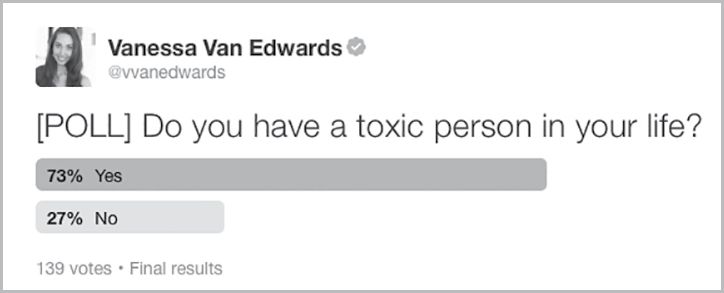 Vanessa Van Edwards
@vvanedwards
[POLL] Do you have a toxic person in your life?
73% Yes
27% No
139 votes • Final results